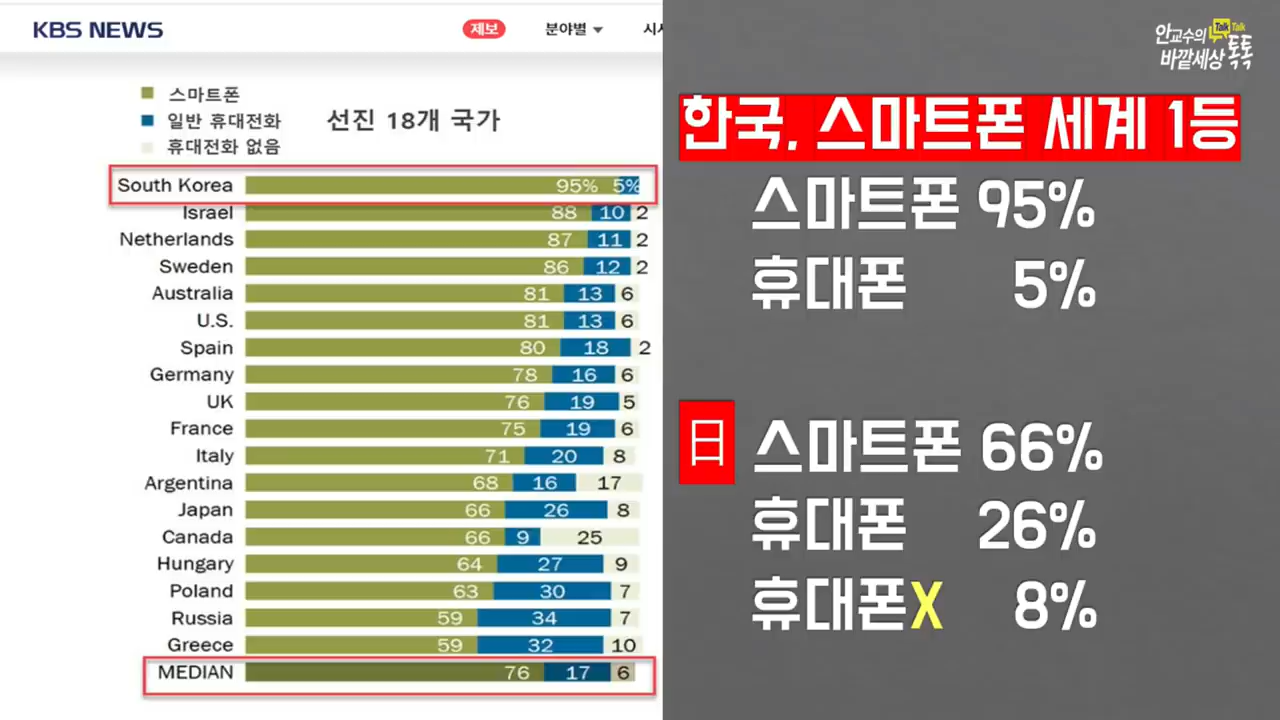 KBS NEWS
제보
분야별
시사
스마트폰
일반 휴대전화
휴대전화 없음
선진 18개 국가
South Korea 95% 5%
Israel 88 10 2
Netherlands 87 11 2
Sweden 86 12 2
Australia 81 13 6
U.S. 81 13 6
Spain 80 18 2
Germany 78 16 6
UK 76 19 5
France 75 19 6
Italy 71 20 8
Argentina 68 16 17
Japan 66 26 8
Canada 66 9 25
Hungary 64 27 9
Poland 63 30 7
Russia 59 34 7
Greece 59 32 10
MEDIAN 76 17 6
안교수의 Talk Talk
바깥세상 톡톡
한국, 스마트폰 세계 1등
스마트폰 95%
휴대폰 5%
日 스마트폰 66%
휴대폰 26%
휴대폰X 8%